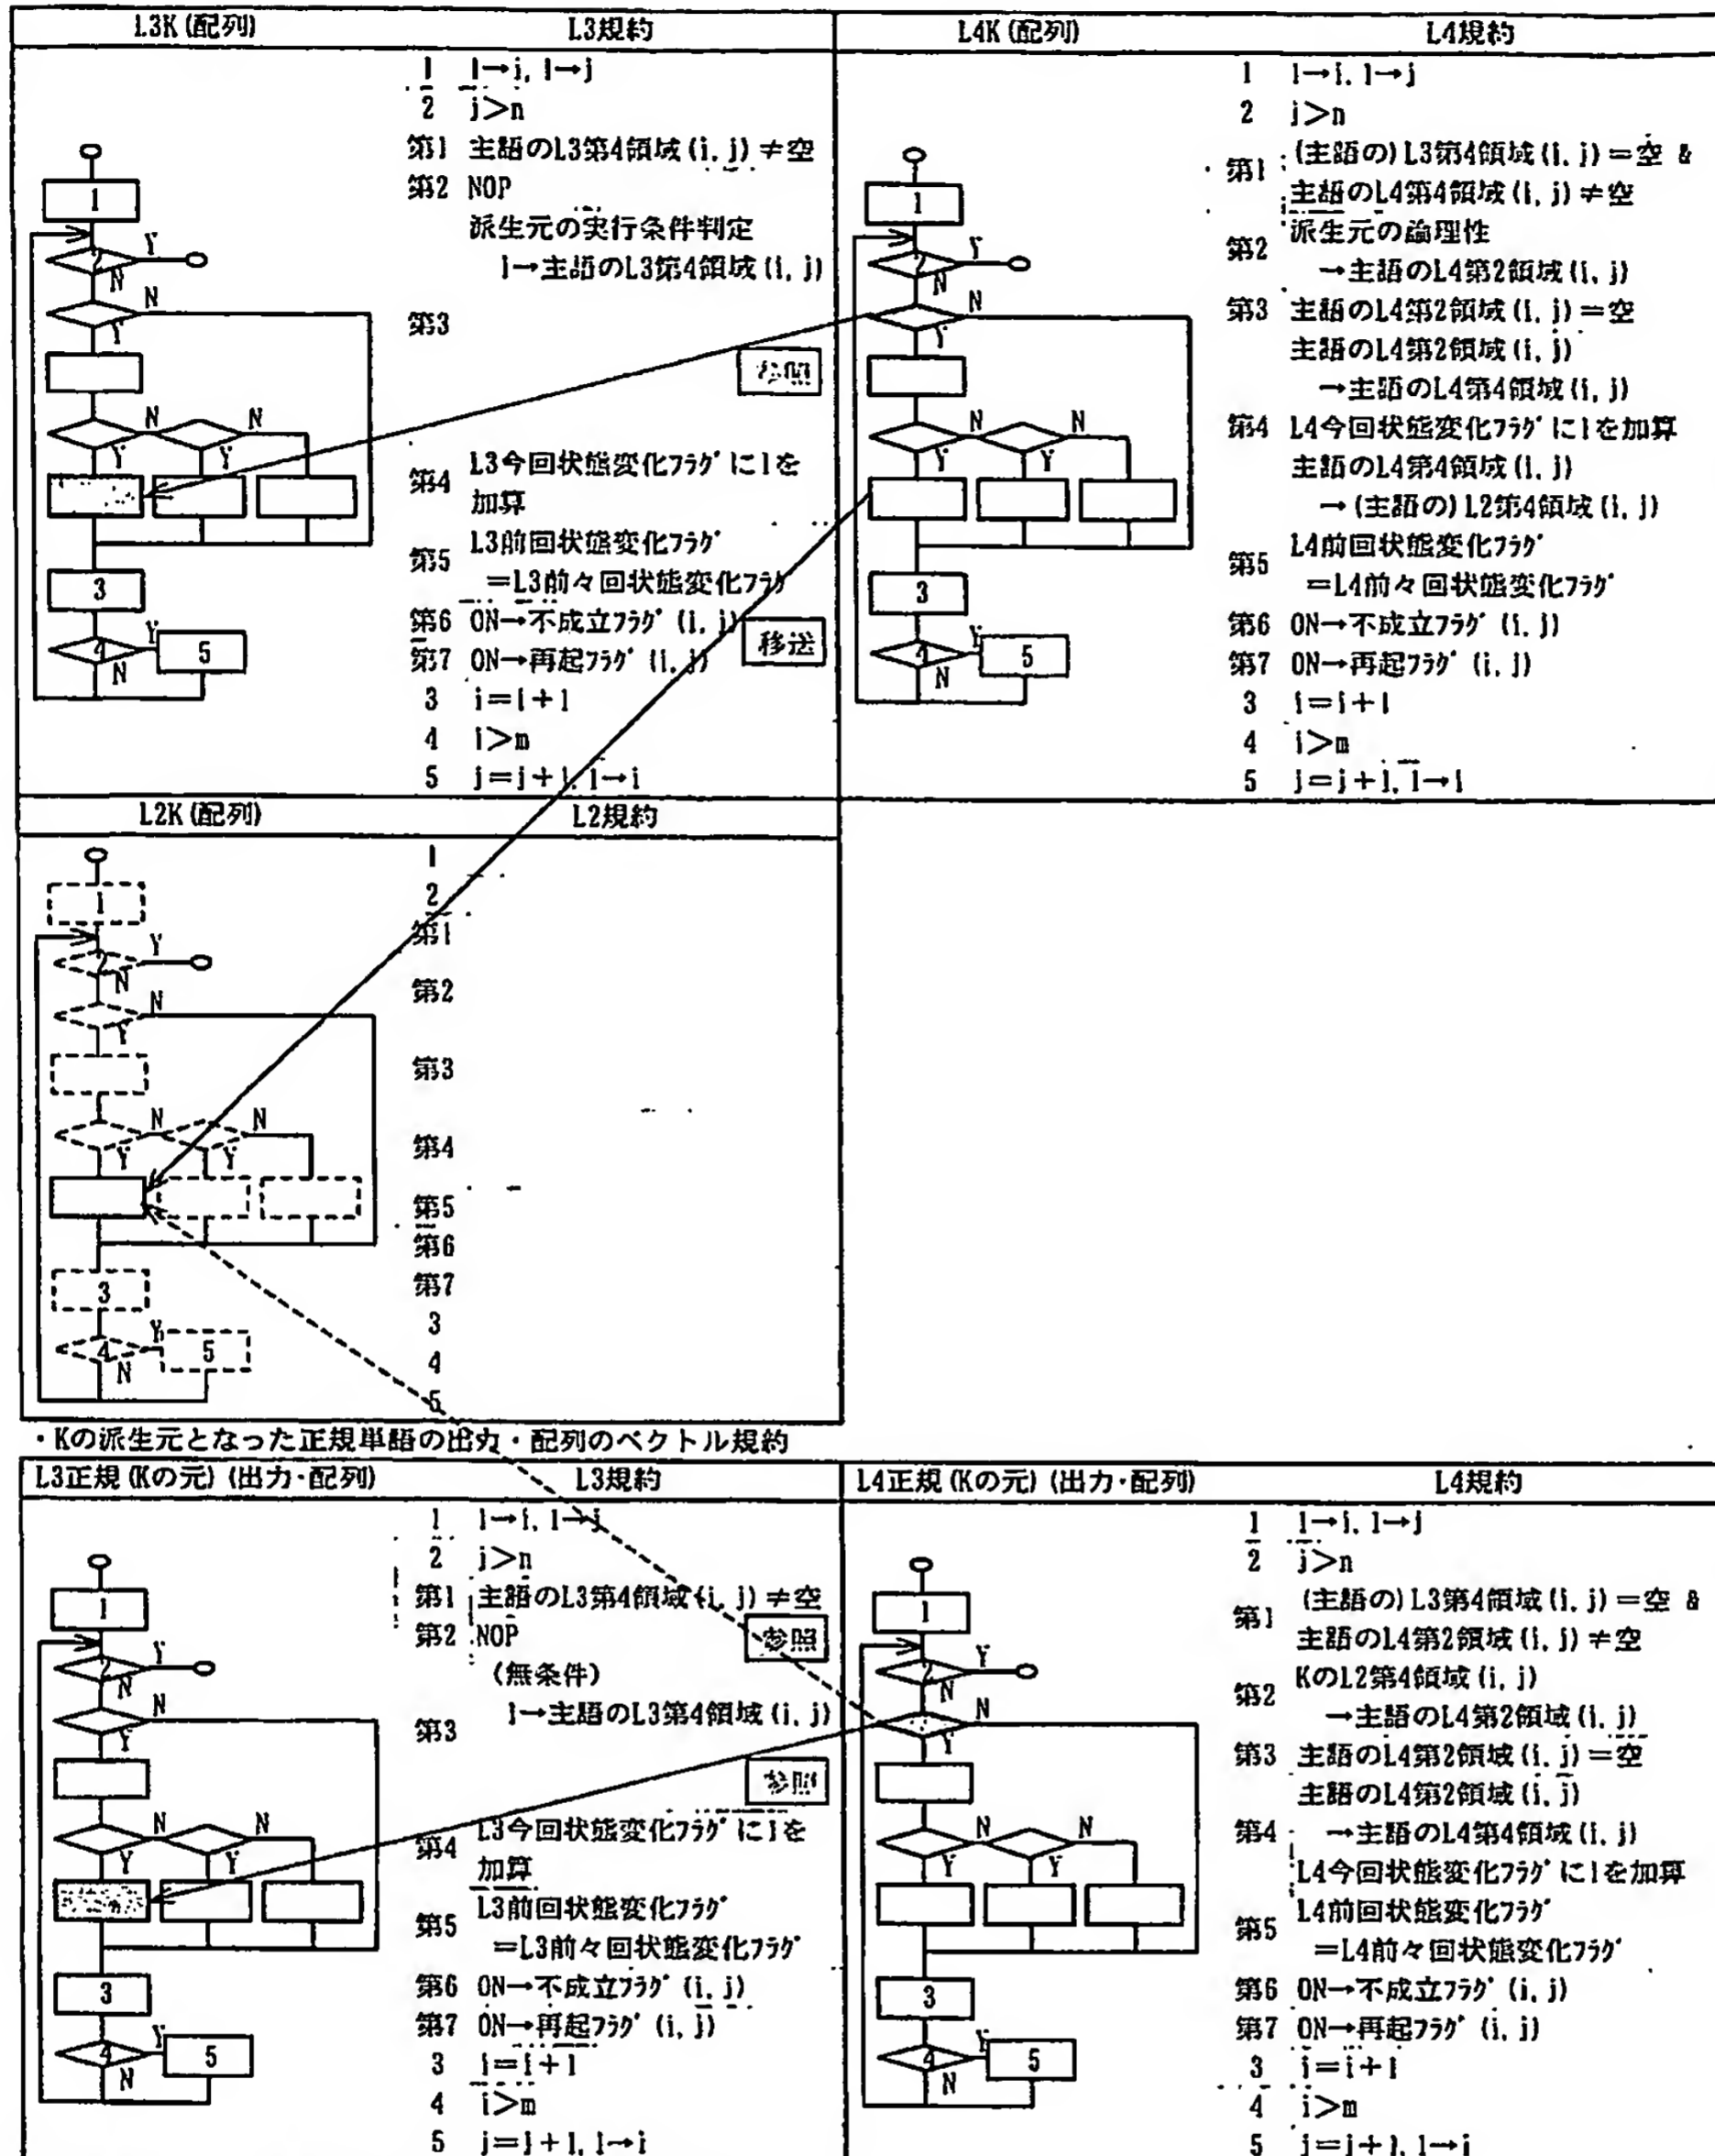 L3K(配列) L3規約
1 1→i, 1→j
2 j>n
第1 主語のL3第4領域(i, j)≠空
第2 NOP
派生元の実行条件判定
1→主語のL3第4領域(i, j)
第3
参照
第4 L3今回状態変化フラグに1を
加算
第5 L3前回状態変化フラグ
=L3前々回状態変化フラグ
第6 ON→不成立フラグ(i, j)
移送
第7 ON→再起フラグ(i, j)
3 i=i+1
4 i>m
5 j=j+1, 1→i
1
2
Y
N
N
Y
N
N
Y
Y
3
4
Y
5
N
L4K(配列) L4規約
1 1→i, 1→j
2 j>n
第1 (主語の)L3第4領域(i, j)=空 &
主語のL4第4領域(i, j)≠空
第2 派生元の論理性
→主語のL4第2領域(i, j)
第3 主語のL4第2領域(i, j)=空
主語のL4第2領域(i, j)
→主語のL4第4領域(i, j)
第4 L4今回状態変化フラグに1を加算
主語のL4第4領域(i, j)
→(主語の)L2第4領域(i, j)
第5 L4前回状態変化フラグ
=L4前々回状態変化フラグ
第6 ON→不成立フラグ(i, j)
第7 ON→再起フラグ(i, j)
3 i=i+1
4 i>m
5 j=j+1, 1→i
1
2
Y
N
N
Y
N
N
Y
Y
3
4
Y
5
N
L2K(配列) L2規約
1
2
第1
第2
第3
第4
第5
第6
第7
3
4
5
1
2
Y
N
N
Y
N
N
Y
Y
3
4
Y
5
N
・Kの派生元となった正規単語の出力・配列のベクトル規約
L3正規(Kの元)(出力・配列) L3規約
1 1→i, 1→j
2 j>n
第1 主語のL3第4領域(i, j)≠空
第2 NOP
参照
(無条件)
1→主語のL3第4領域(i, j)
第3
参照
第4 L3今回状態変化フラグに1を
加算
第5 L3前回状態変化フラグ
=L3前々回状態変化フラグ
第6 ON→不成立フラグ(i, j)
第7 ON→再起フラグ(i, j)
3 i=i+1
4 i>m
5 j=j+1, 1→i
1
2
Y
N
N
Y
N
N
Y
Y
3
4
Y
5
N
L4正規(Kの元)(出力・配列) L4規約
1 1→i, 1→j
2 j>n
第1 (主語の)L3第4領域(i, j)=空 &
主語のL4第2領域(i, j)≠空
第2 KのL2第4領域(i, j)
→主語のL4第2領域(i, j)
第3 主語のL4第2領域(i, j)=空
主語のL4第2領域(i, j)
第4 →主語のL4第4領域(i, j)
L4今回状態変化フラグに1を加算
第5 L4前回状態変化フラグ
=L4前々回状態変化フラグ
第6 ON→不成立フラグ(i, j)
第7 ON→再起フラグ(i, j)
3 i=i+1
4 i>m
5 j=j+1, 1→i
1
2
Y
N
N
Y
N
N
Y
Y
3
4
Y
5
N